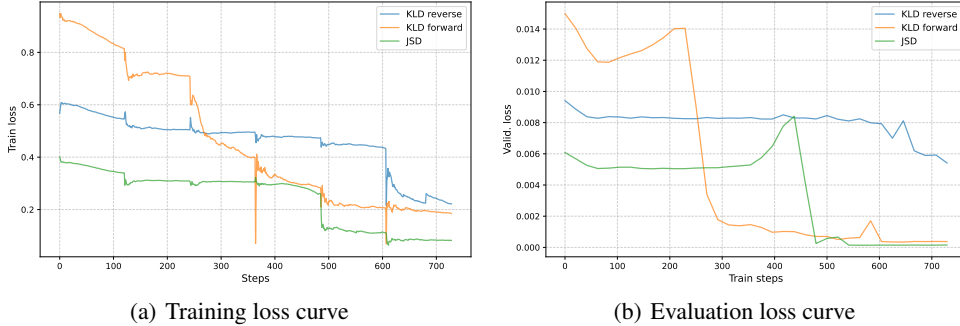 KLD reverse
KLD forward
JSD
Train loss
0.8
0.6
0.4
0.2
0 100 200 300 400 500 600 700
Steps
(a) Training loss curve
KLD reverse
KLD forward
JSD
Valid. loss
0.014
0.012
0.010
0.008
0.006
0.004
0.002
0.000
0 100 200 300 400 500 600 700
Train steps
(b) Evaluation loss curve